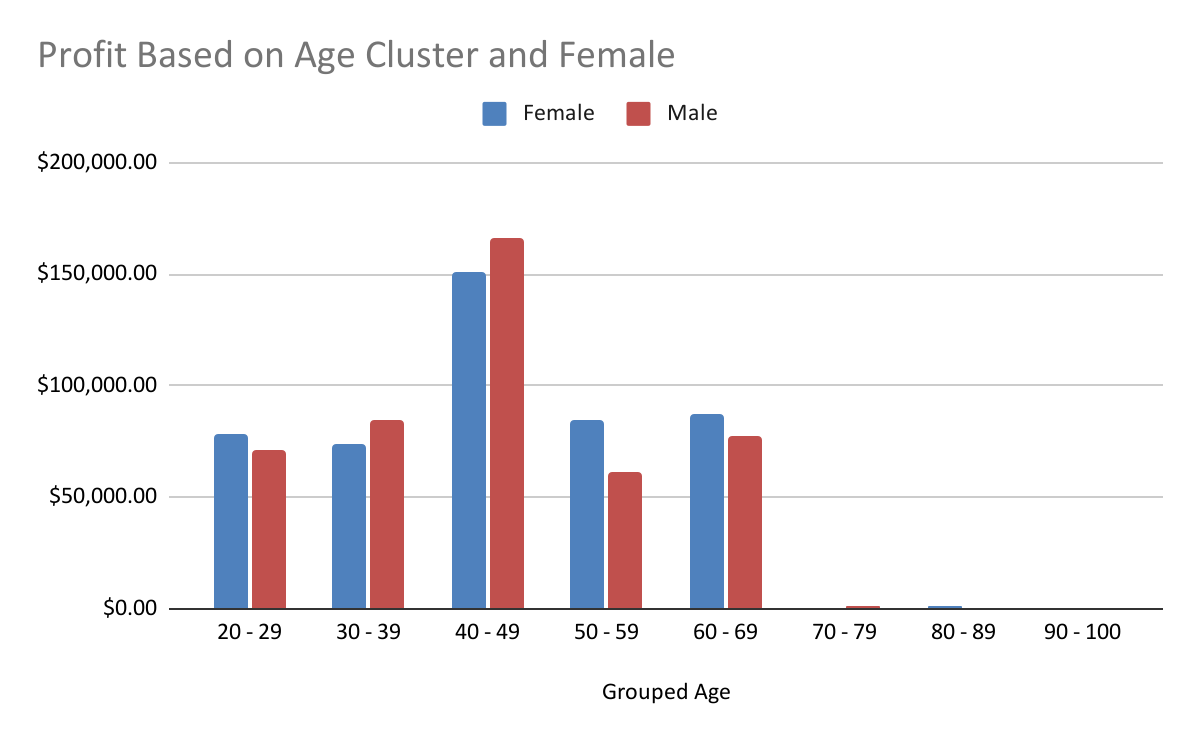 Profit Based on Age Cluster and Female
Female Male
$200,000.00
$150,000.00
$100,000.00
$50,000.00
$0.00
20 - 29 30 - 39 40 - 49 50 - 59 60 - 69 70 - 79 80 - 89 90 - 100
Grouped Age